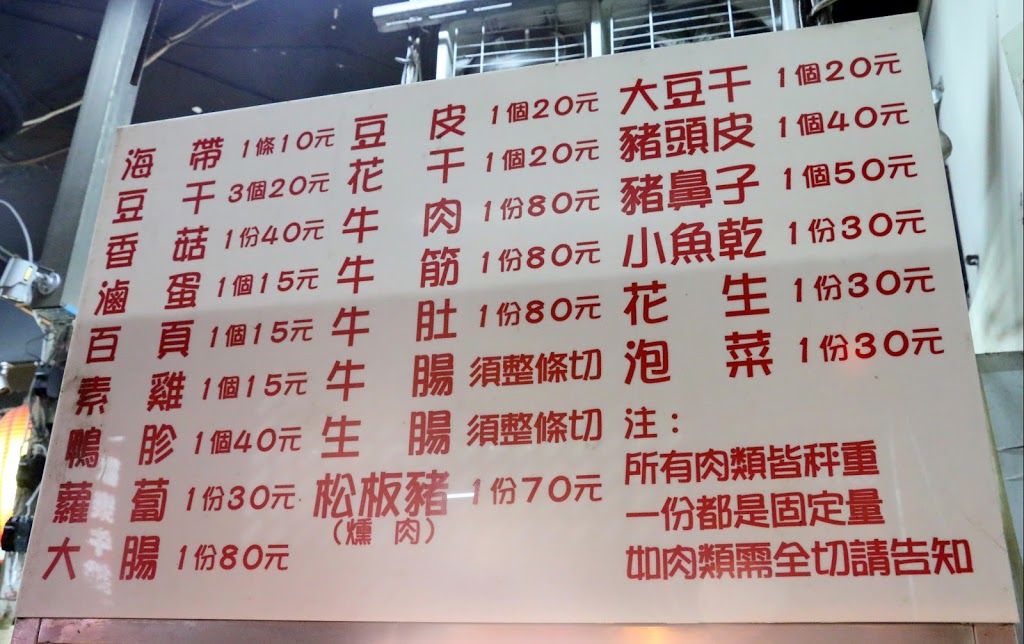 海帶 1條10元
豆干 3個20元
香菇 1份40元
滷蛋 1個15元
百頁 1個15元
素雞 1個15元
鴨胗 1個40元
蘿蔔 1份30元
大腸 1份80元
豆皮 1個20元
花干 1個20元
牛肉 1份80元
牛筋 1份80元
牛肚 1份80元
牛腸 須整條切
生腸 須整條切
松板豬 1份70元
(燻肉)
大豆干 1個20元
豬頭皮 1個40元
豬鼻子 1個50元
小魚乾 1份30元
花生 1份30元
泡菜 1份30元
注：
所有肉類皆秤重
一份都是固定量
如肉類需全切請告知